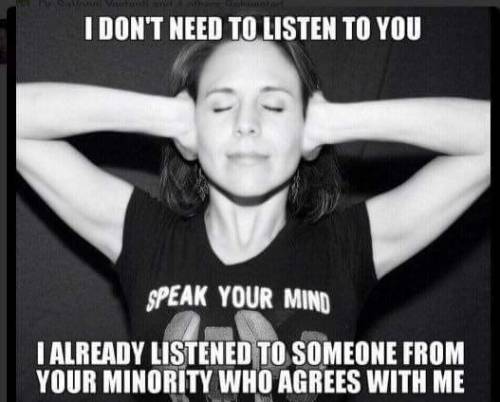 I DON'T NEED TO LISTEN TO YOU
SPEAK YOUR MIND
I ALREADY LISTENED TO SOMEONE FROM
YOUR MINORITY WHO AGREES WITH ME